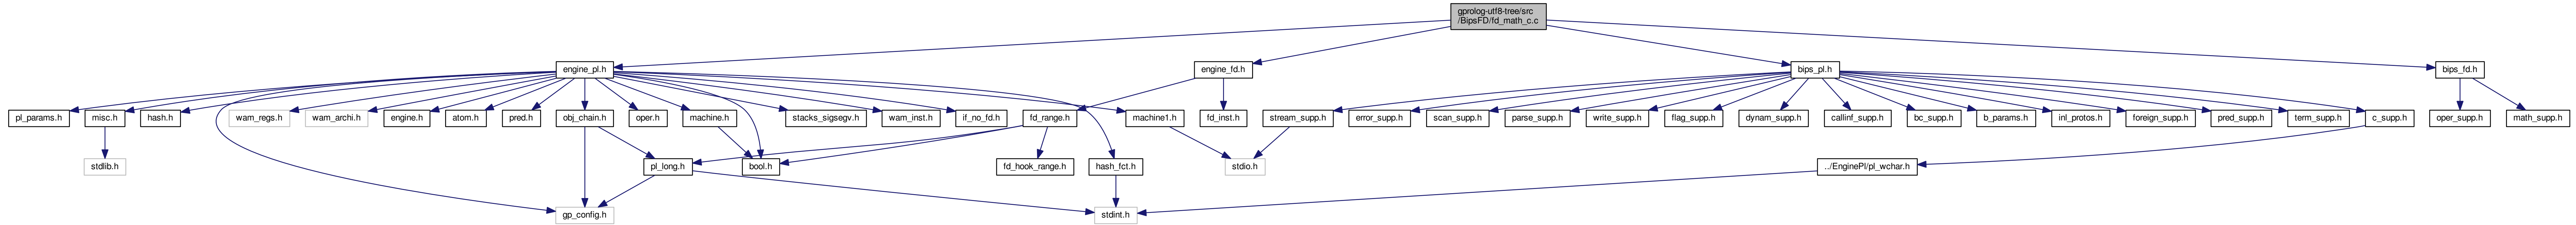 gprolog-utf8-tree/src
/BipsFD/fd_math_c.c
engine_pl.h
engine_fd.h
bips_pl.h
bips_fd.h
pl_params.h
misc.h
hash.h
wam_regs.h
wam_archi.h
engine.h
atom.h
pred.h
obj_chain.h
oper.h
machine.h
stacks_sigsegv.h
wam_inst.h
if_no_fd.h
fd_range.h
machine1.h
fd_inst.h
stream_supp.h
error_supp.h
scan_supp.h
parse_supp.h
write_supp.h
flag_supp.h
dynam_supp.h
callinf_supp.h
bc_supp.h
b_params.h
inl_protos.h
foreign_supp.h
pred_supp.h
term_supp.h
c_supp.h
oper_supp.h
math_supp.h
stdlib.h
pl_long.h
bool.h
fd_hook_range.h
hash_fct.h
stdio.h
../EnginePl/pl_wchar.h
gp_config.h
stdint.h